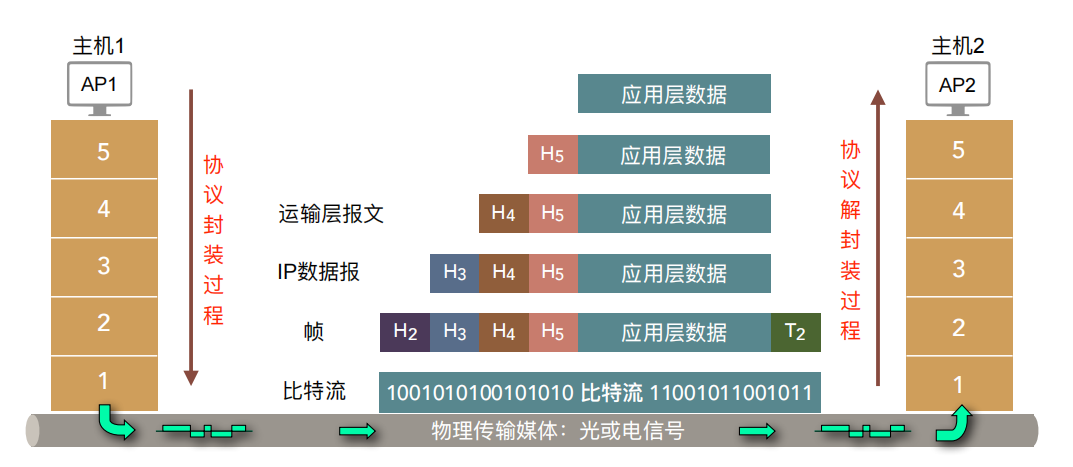 主机1
AP1
5
4
3
2
1
协议封装过程
应用层数据
H5 应用层数据
运输层报文 H4 H5 应用层数据
IP数据报 H3 H4 H5 应用层数据
帧 H2 H3 H4 H5 应用层数据 T2
比特流 1001010100101010 比特流 11001011001011
物理传输媒体：光或电信号
协议解封装过程
主机2
AP2
5
4
3
2
1